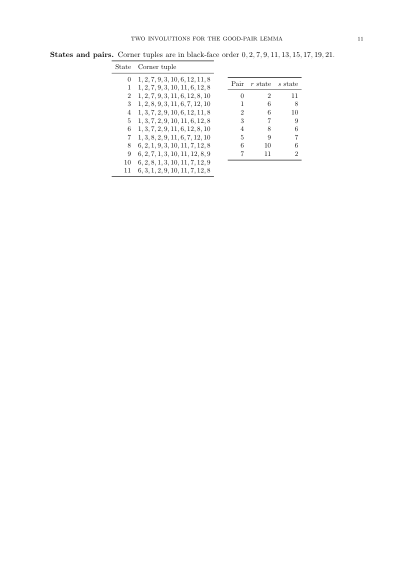 TWO INVOLUTIONS FOR THE GOOD-PAIR LEMMA 11
States and pairs. Corner tuples are in black-face order 0, 2, 7, 9, 11, 13, 15, 17, 19, 21.
State Corner tuple
0 1, 2, 7, 9, 3, 10, 6, 12, 11, 8
1 1, 2, 7, 9, 3, 10, 11, 6, 12, 8
2 1, 2, 7, 9, 3, 11, 6, 12, 8, 10
3 1, 2, 8, 9, 3, 11, 6, 7, 12, 10
4 1, 3, 7, 2, 9, 10, 6, 12, 11, 8
5 1, 3, 7, 2, 9, 10, 11, 6, 12, 8
6 1, 3, 7, 2, 9, 11, 6, 12, 8, 10
7 1, 3, 8, 2, 9, 11, 6, 7, 12, 10
8 6, 2, 1, 9, 3, 10, 11, 7, 12, 8
9 6, 2, 7, 1, 3, 10, 11, 12, 8, 9
10 6, 2, 8, 1, 3, 10, 11, 7, 12, 9
11 6, 3, 1, 2, 9, 10, 11, 7, 12, 8
Pair r state s state
0 2 11
1 6 8
2 6 10
3 7 9
4 8 6
5 9 7
6 10 6
7 11 2